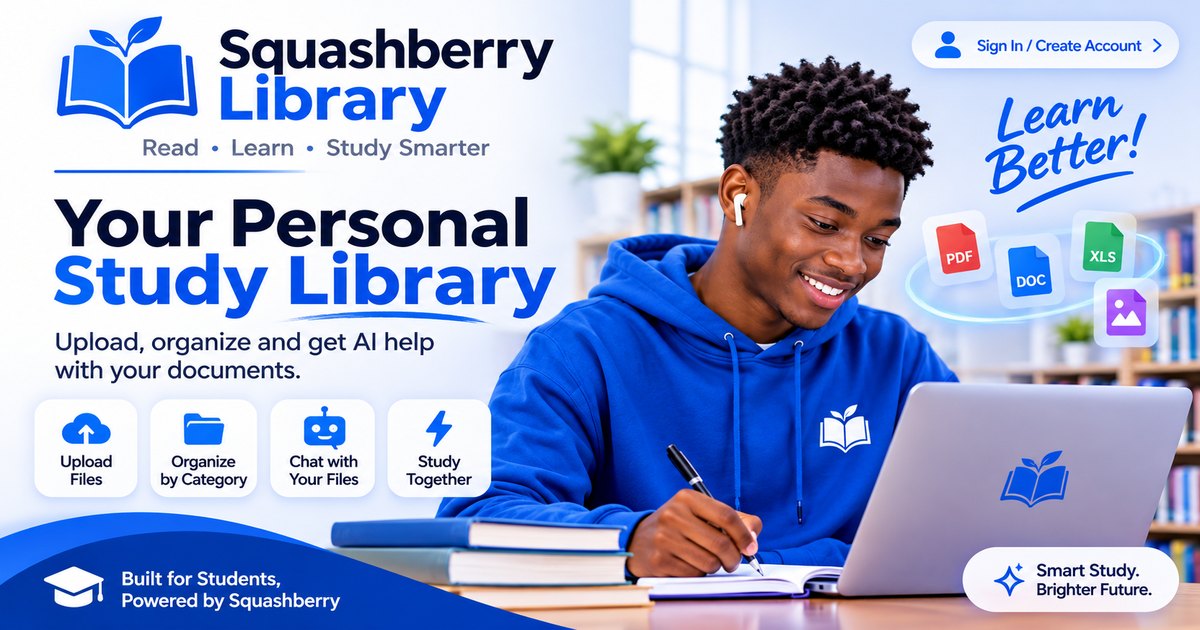 Squashberry
Library
Read • Learn • Study Smarter
Sign In / Create Account
Learn
Better!
Your Personal
Study Library
Upload, organize and get AI help
with your documents.
PDF
DOC
XLS
Upload
Files
Organize
by Category
Chat with
Your Files
Study
Together
Built for Students,
Powered by Squashberry
Smart Study.
Brighter Future.